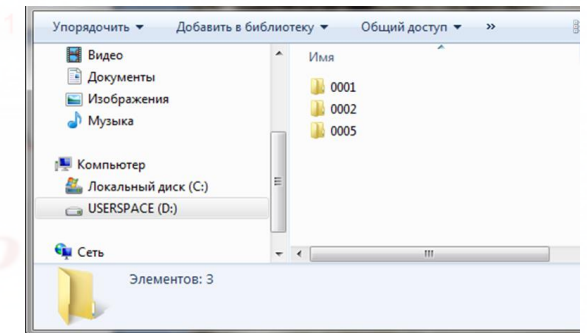 Упорядочить Добавить в библиотеку Общий доступ »
Видео
Документы
Изображения
Музыка
Компьютер
Локальный диск (C:)
USERSPACE (D:)
Сеть
Имя
0001
0002
0005
Элементов: 3